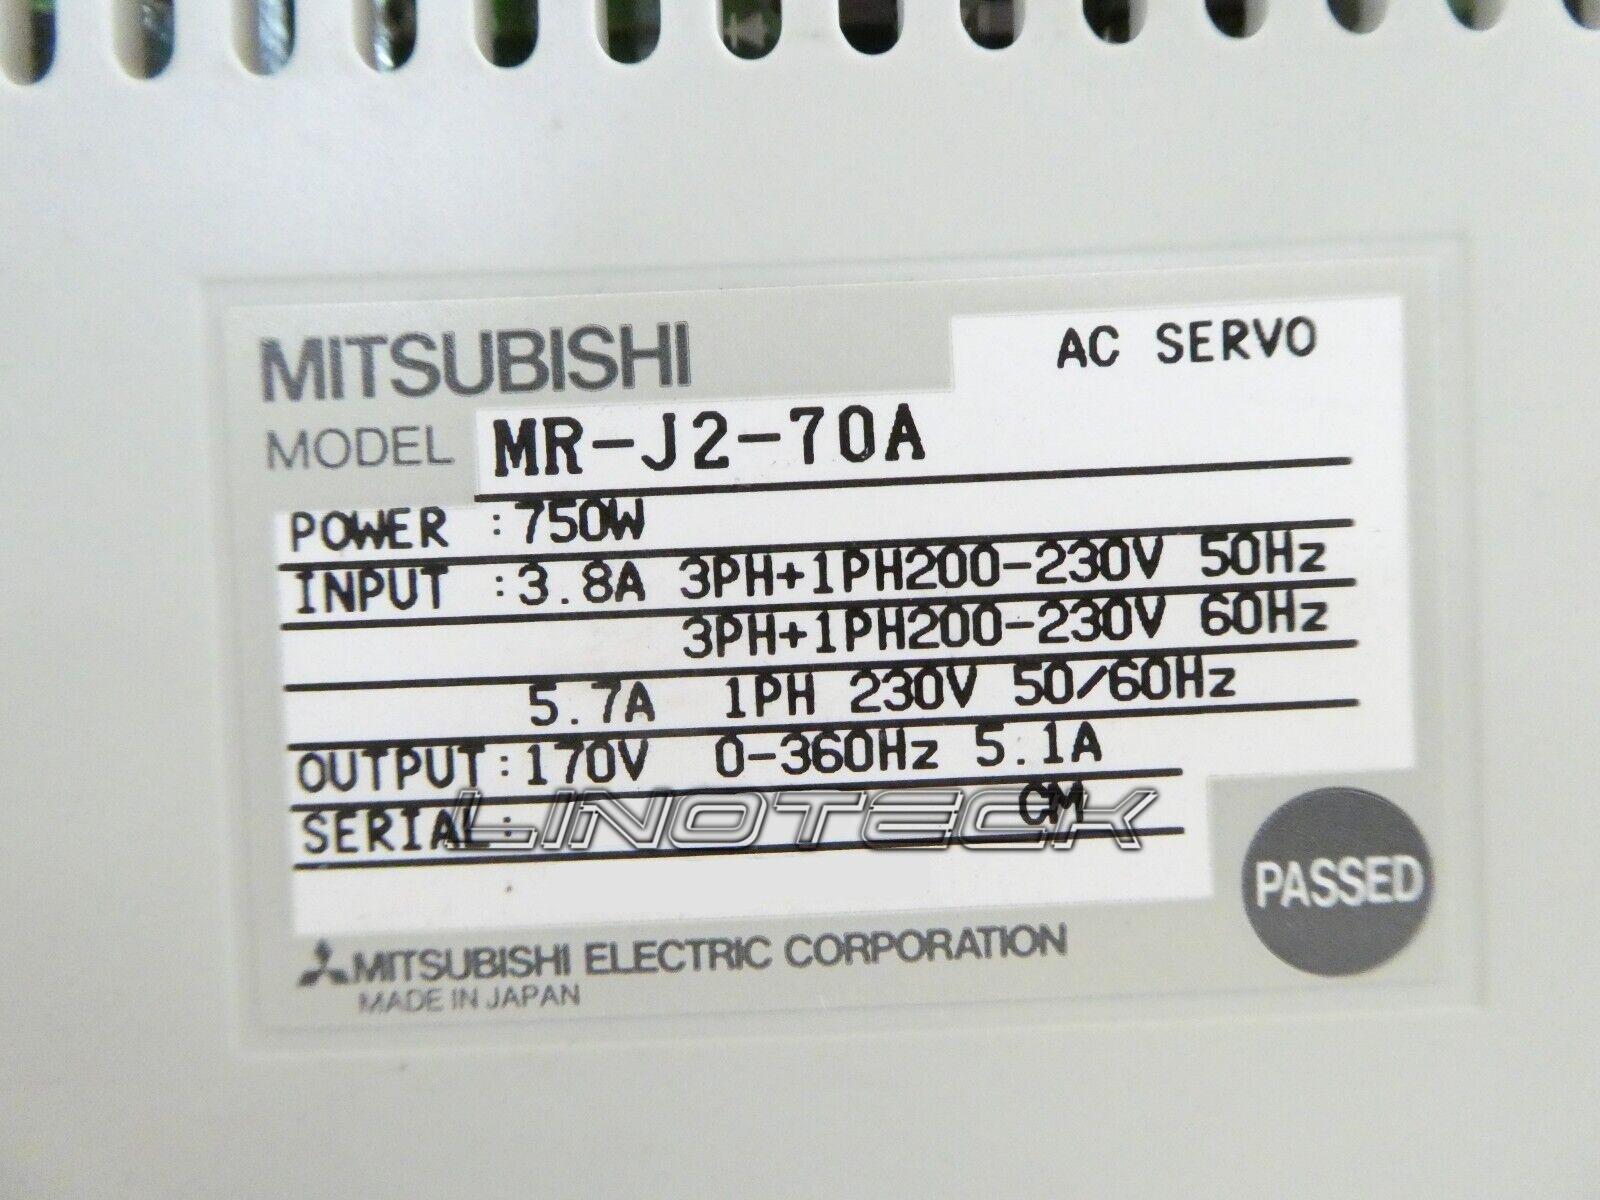 MITSUBISHI
AC SERVO
MODEL MR-J2-70A
POWER :750W
INPUT :3.8A 3PH+1PH200-230V 50Hz
3PH+1PH200-230V 60Hz
5.7A 1PH 230V 50/60Hz
OUTPUT:170V 0-360Hz 5.1A
SERIAL: CM
LINOTECK
PASSED
MITSUBISHI ELECTRIC CORPORATION
MADE IN JAPAN